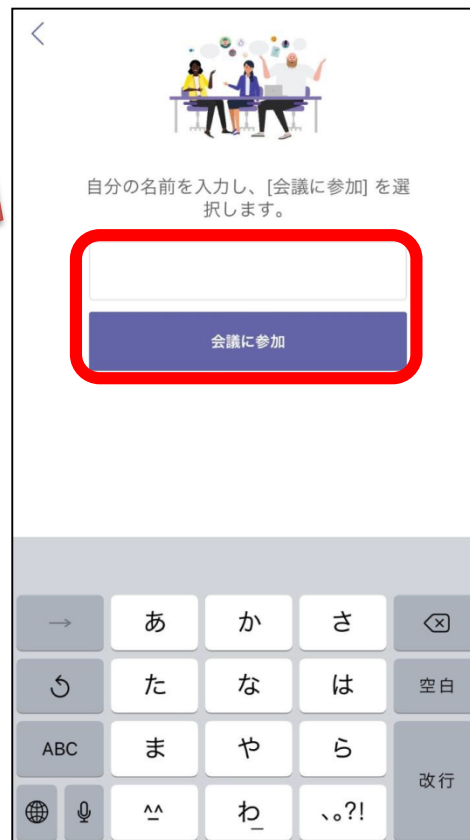 自分の名前を入力し、[会議に参加] を選
択します。
会議に参加
→ あ か さ
た な は 空白
ABC ま や ら 改行
^^ わ_ 、。?!